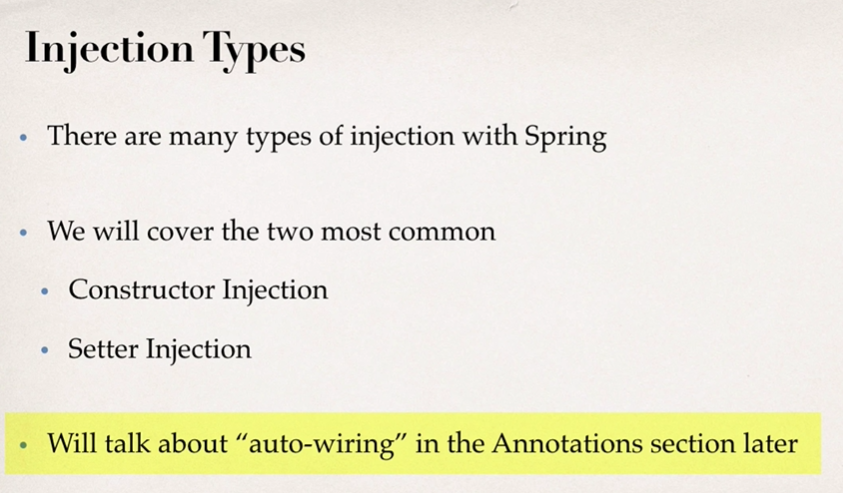 Injection Types
• There are many types of injection with Spring
• We will cover the two most common
• Constructor Injection
• Setter Injection
• Will talk about “auto-wiring” in the Annotations section later